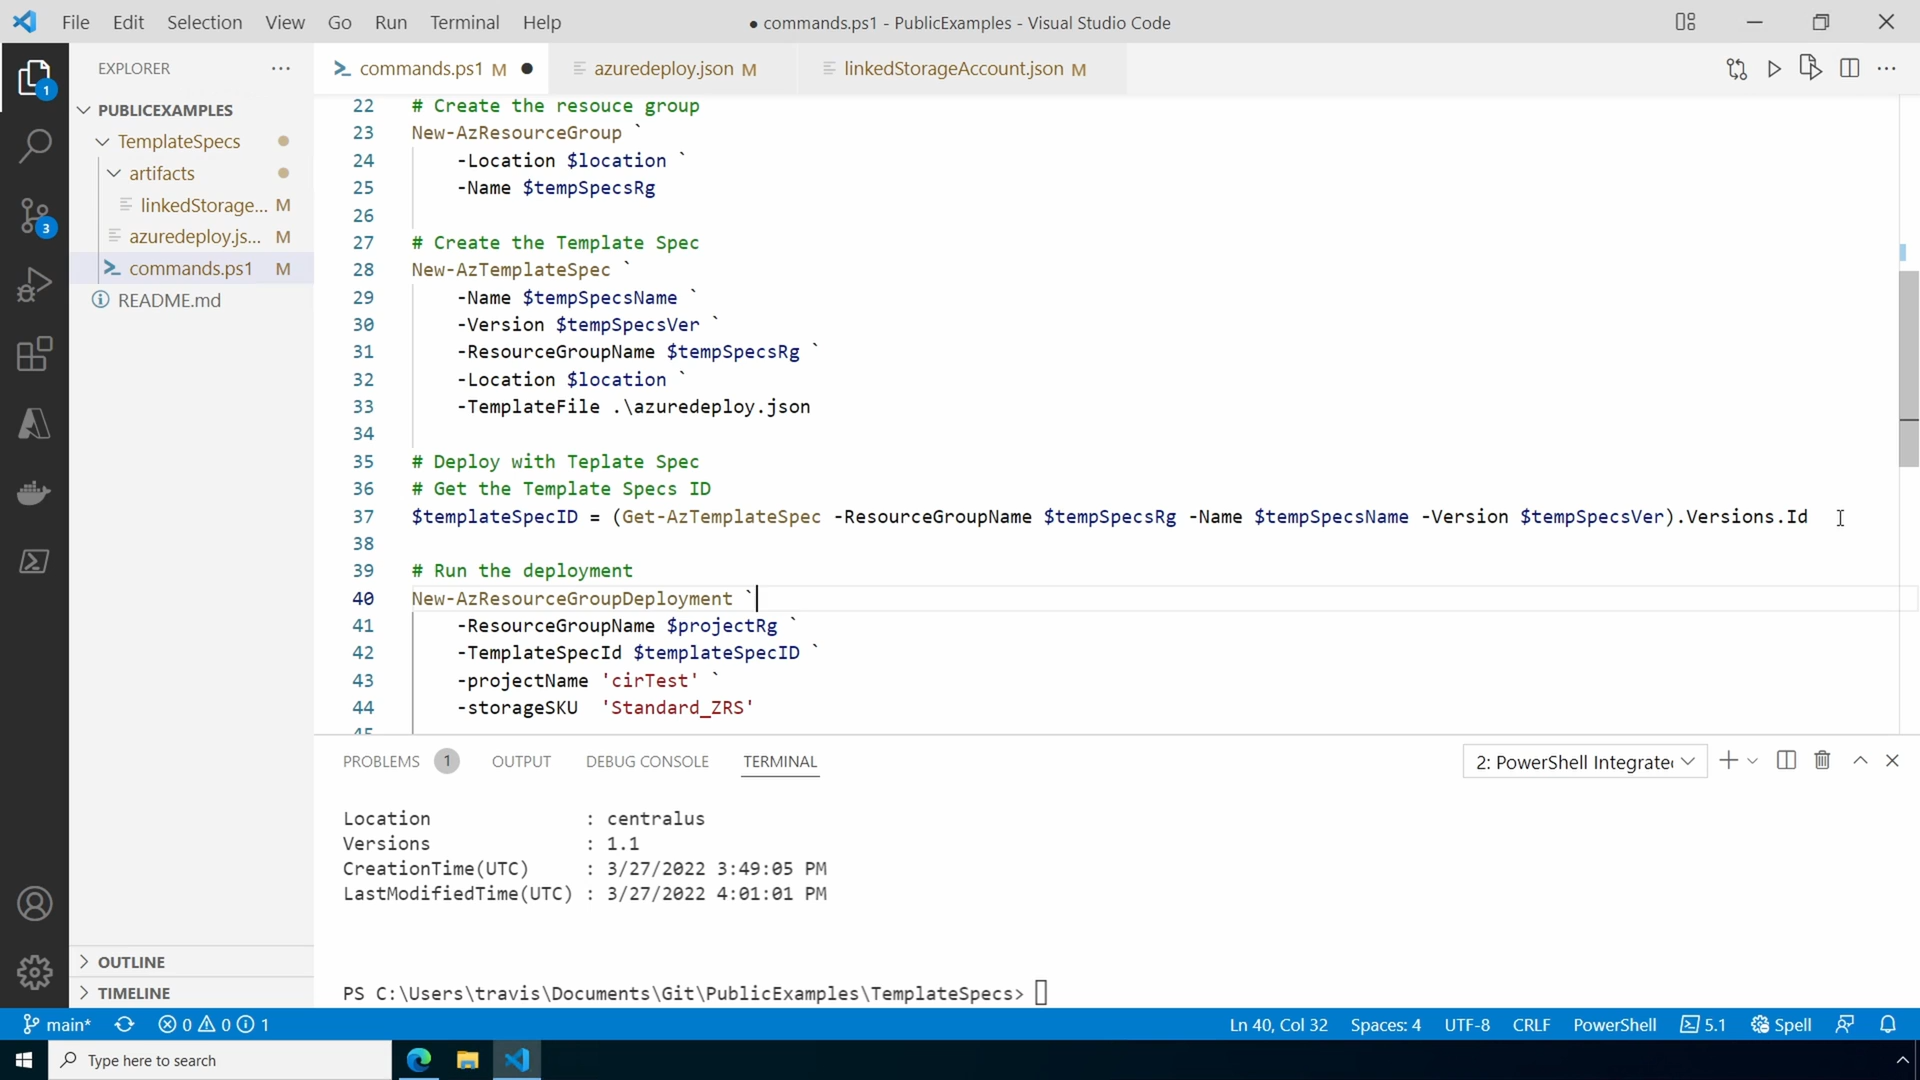 File Edit Selection View Go Run Terminal Help
● commands.ps1 - PublicExamples - Visual Studio Code
EXPLORER
commands.ps1 M
azuredeploy.json M
linkedStorageAccount.json M
PUBLICEXAMPLES
TemplateSpecs
artifacts
linkedStorage... M
azuredeploy.js... M
commands.ps1 M
README.md
1
3
22 # Create the resouce group
23 New-AzResourceGroup `
24 -Location $location `
25 -Name $tempSpecsRg
26
27 # Create the Template Spec
28 New-AzTemplateSpec `
29 -Name $tempSpecsName `
30 -Version $tempSpecsVer `
31 -ResourceGroupName $tempSpecsRg `
32 -Location $location `
33 -TemplateFile .\azuredeploy.json
34
35 # Deploy with Teplate Spec
36 # Get the Template Specs ID
37 $templateSpecID = (Get-AzTemplateSpec -ResourceGroupName $tempSpecsRg -Name $tempSpecsName -Version $tempSpecsVer).Versions.Id
38
39 # Run the deployment
40 New-AzResourceGroupDeployment `
41 -ResourceGroupName $projectRg `
42 -TemplateSpecId $templateSpecID `
43 -projectName 'cirTest' `
44 -storageSKU 'Standard_ZRS'
45
PROBLEMS 1 OUTPUT DEBUG CONSOLE TERMINAL
2: PowerShell Integrate
Location : centralus
Versions : 1.1
CreationTime(UTC) : 3/27/2022 3:49:05 PM
LastModifiedTime(UTC) : 3/27/2022 4:01:01 PM
PS C:\Users\travis\Documents\Git\PublicExamples\TemplateSpecs>
OUTLINE
TIMELINE
main* 0 0 1
Ln 40, Col 32 Spaces: 4 UTF-8 CRLF PowerShell 5.1 Spell
Type here to search